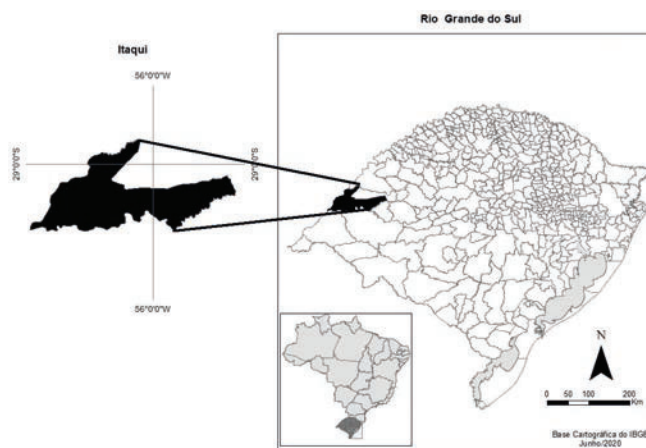 Rio Grande do Sul
Itaqui
56°0'0"W
29°0'0"S
29°0'0"S
56°0'0"W
N
0 50 100 200
Km
Base Cartográfica do IBGE
Junho/2020